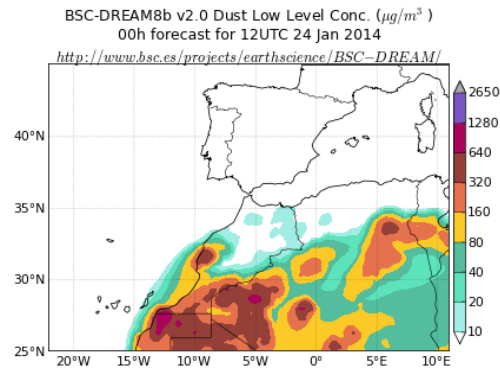 BSC-DREAM8b v2.0 Dust Low Level Conc. (μg/m³ )
00h forecast for 12UTC 24 Jan 2014
http://www.bsc.es/projects/earthscience/BSC−DREAM/
2650
1280
640
320
160
80
40
20
10
40°N
35°N
30°N
25°N
20°W
15°W
10°W
5°W
0°
5°E
10°E